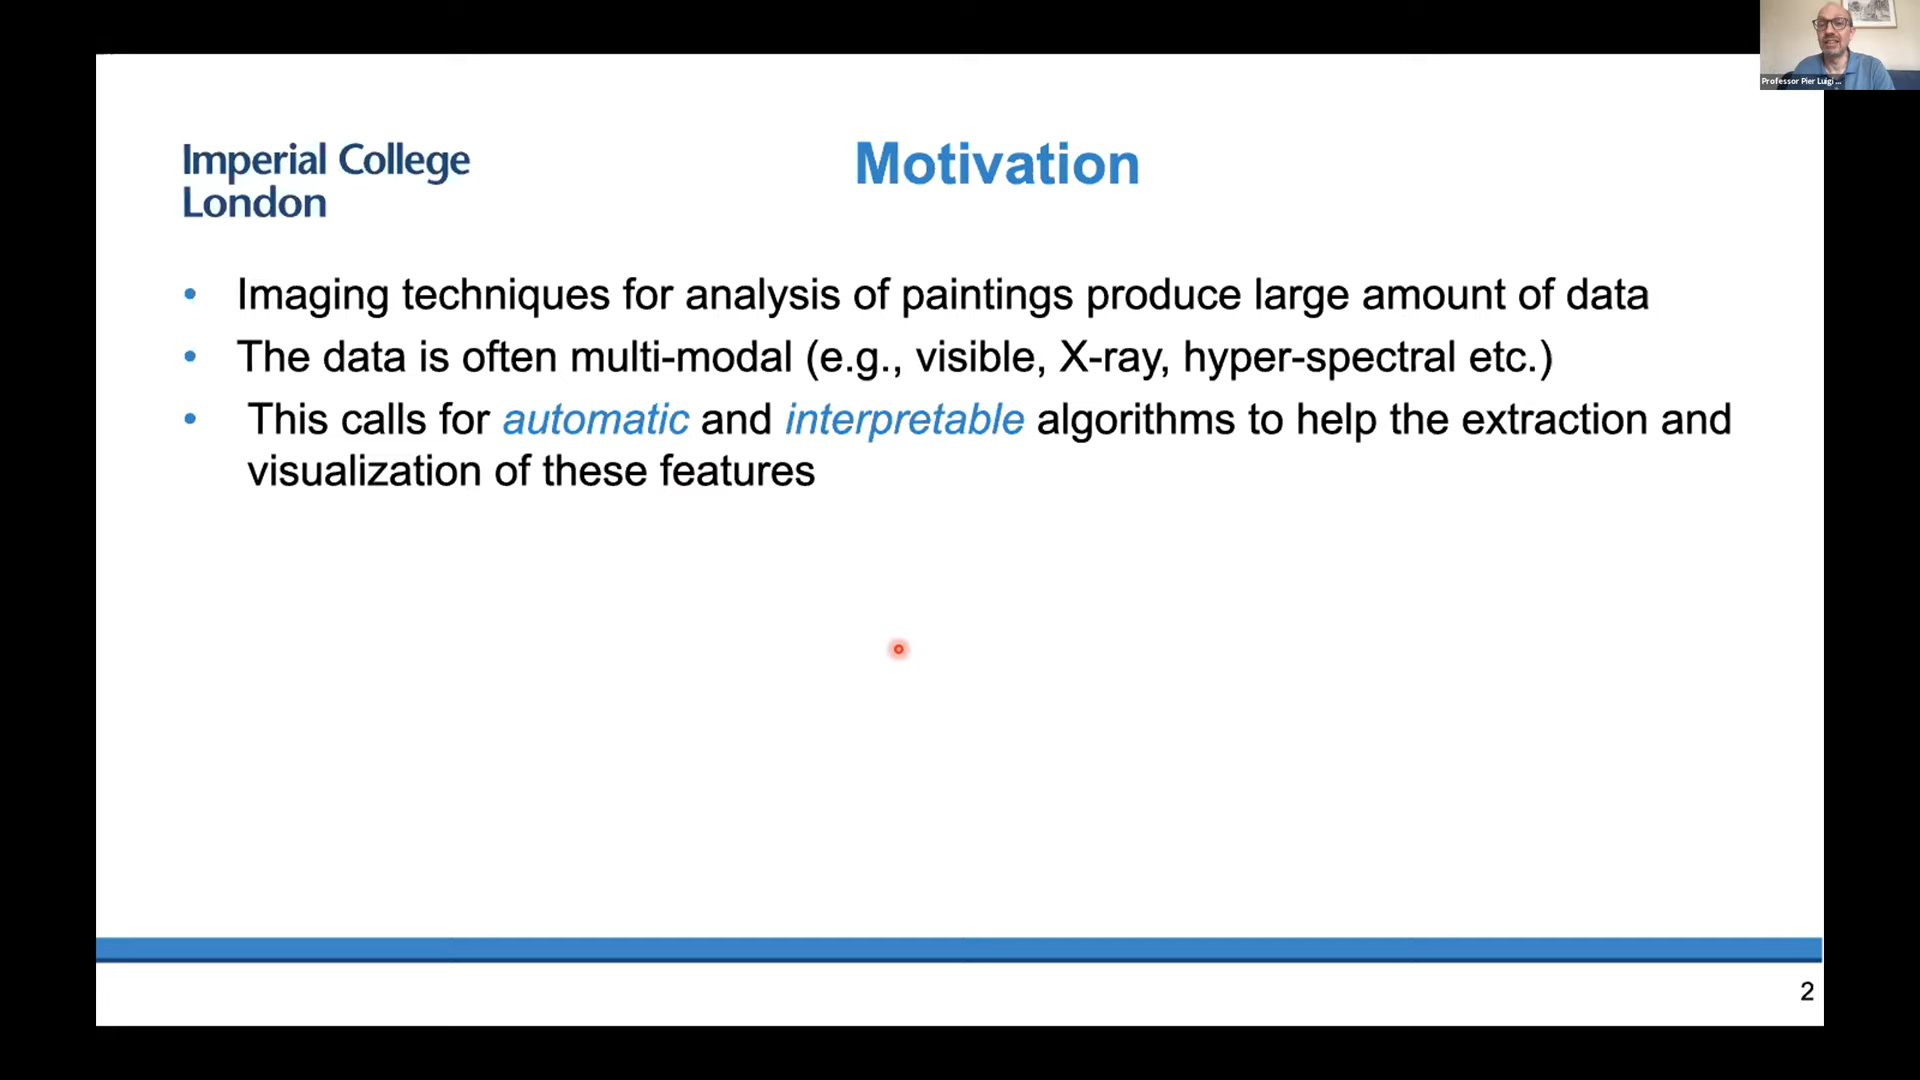 Professor Pier Luigi ...
Imperial College
London
Motivation
• Imaging techniques for analysis of paintings produce large amount of data
• The data is often multi-modal (e.g., visible, X-ray, hyper-spectral etc.)
• This calls for automatic and interpretable algorithms to help the extraction and
visualization of these features
2